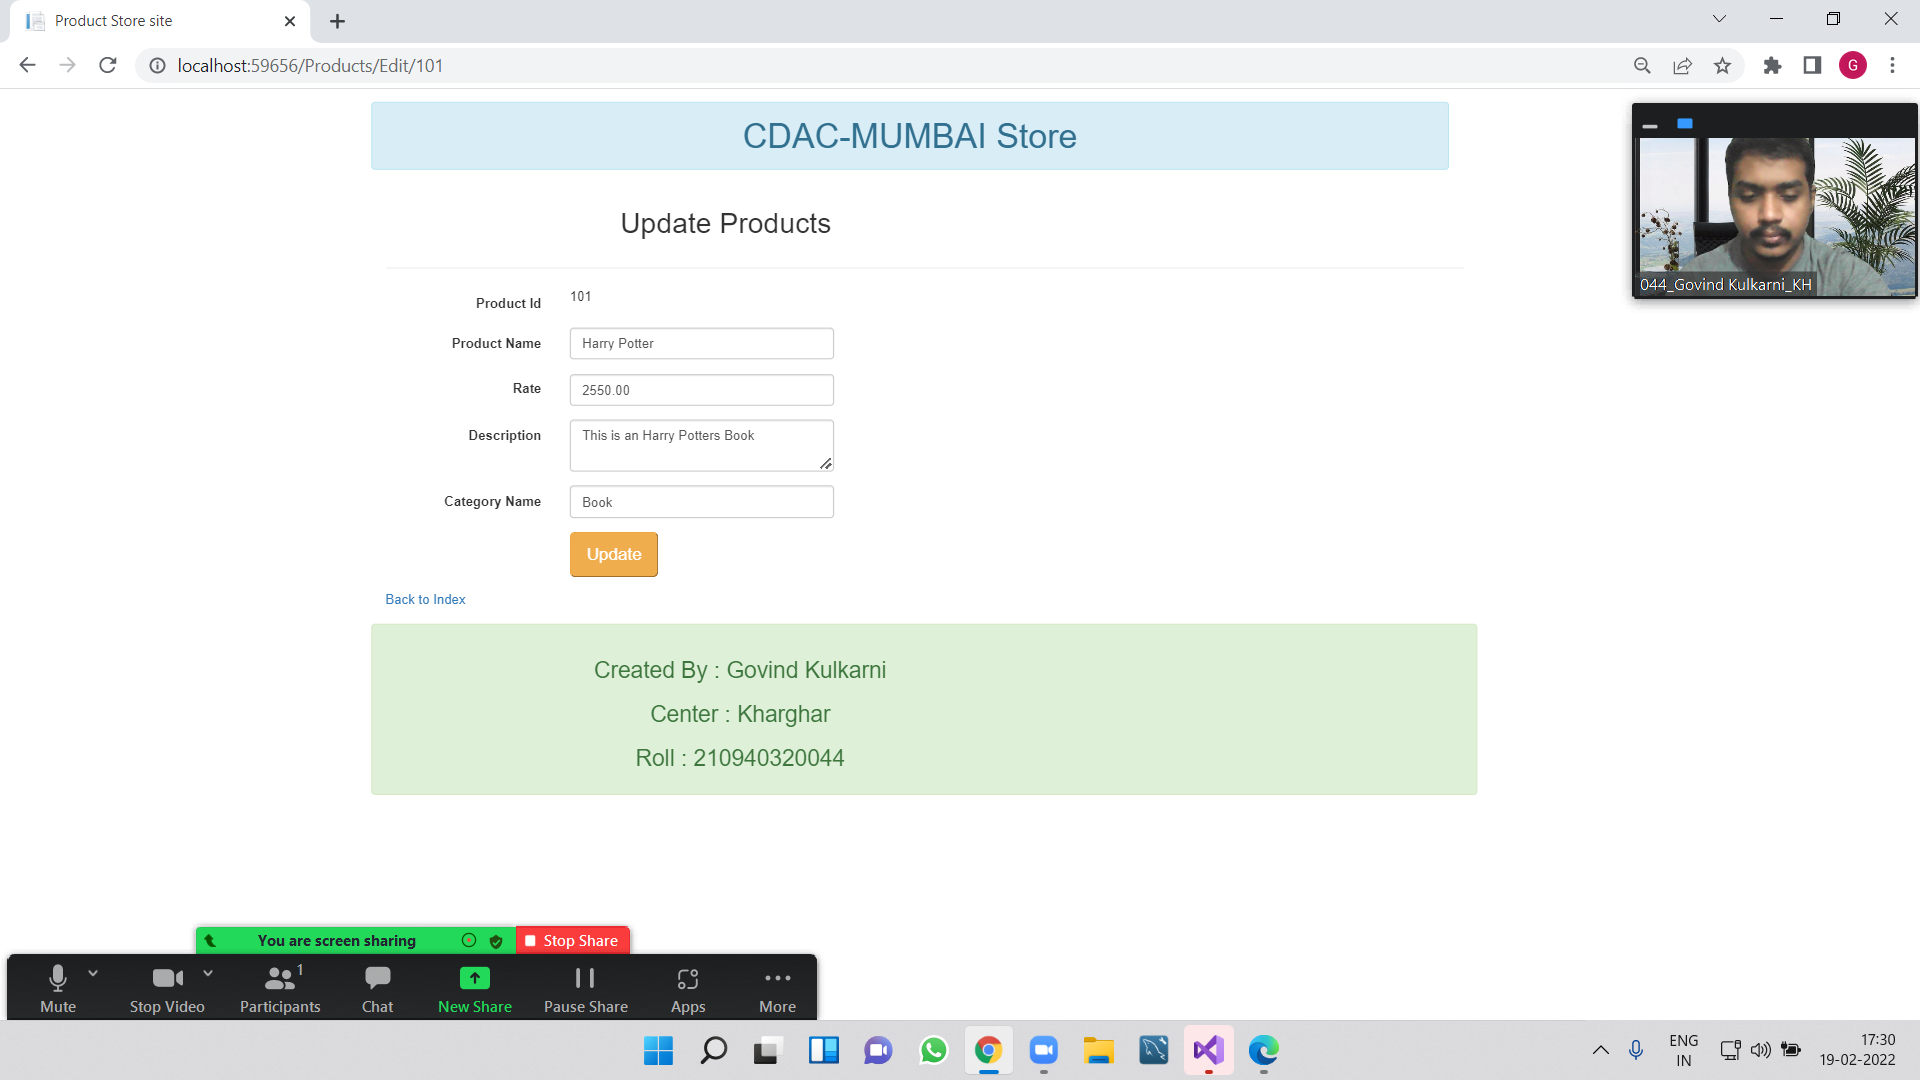 Product Store site
localhost:59656/Products/Edit/101
G
CDAC-MUMBAI Store
044_Govind Kulkarni_KH
Update Products
Product Id
101
Product Name
Harry Potter
Rate
2550.00
Description
This is an Harry Potters Book
Category Name
Book
Update
Back to Index
Created By : Govind Kulkarni
Center : Kharghar
Roll : 210940320044
You are screen sharing
Stop Share
Mute
Stop Video
1
Participants
Chat
New Share
Pause Share
Apps
More
ENG
IN
17:30
19-02-2022